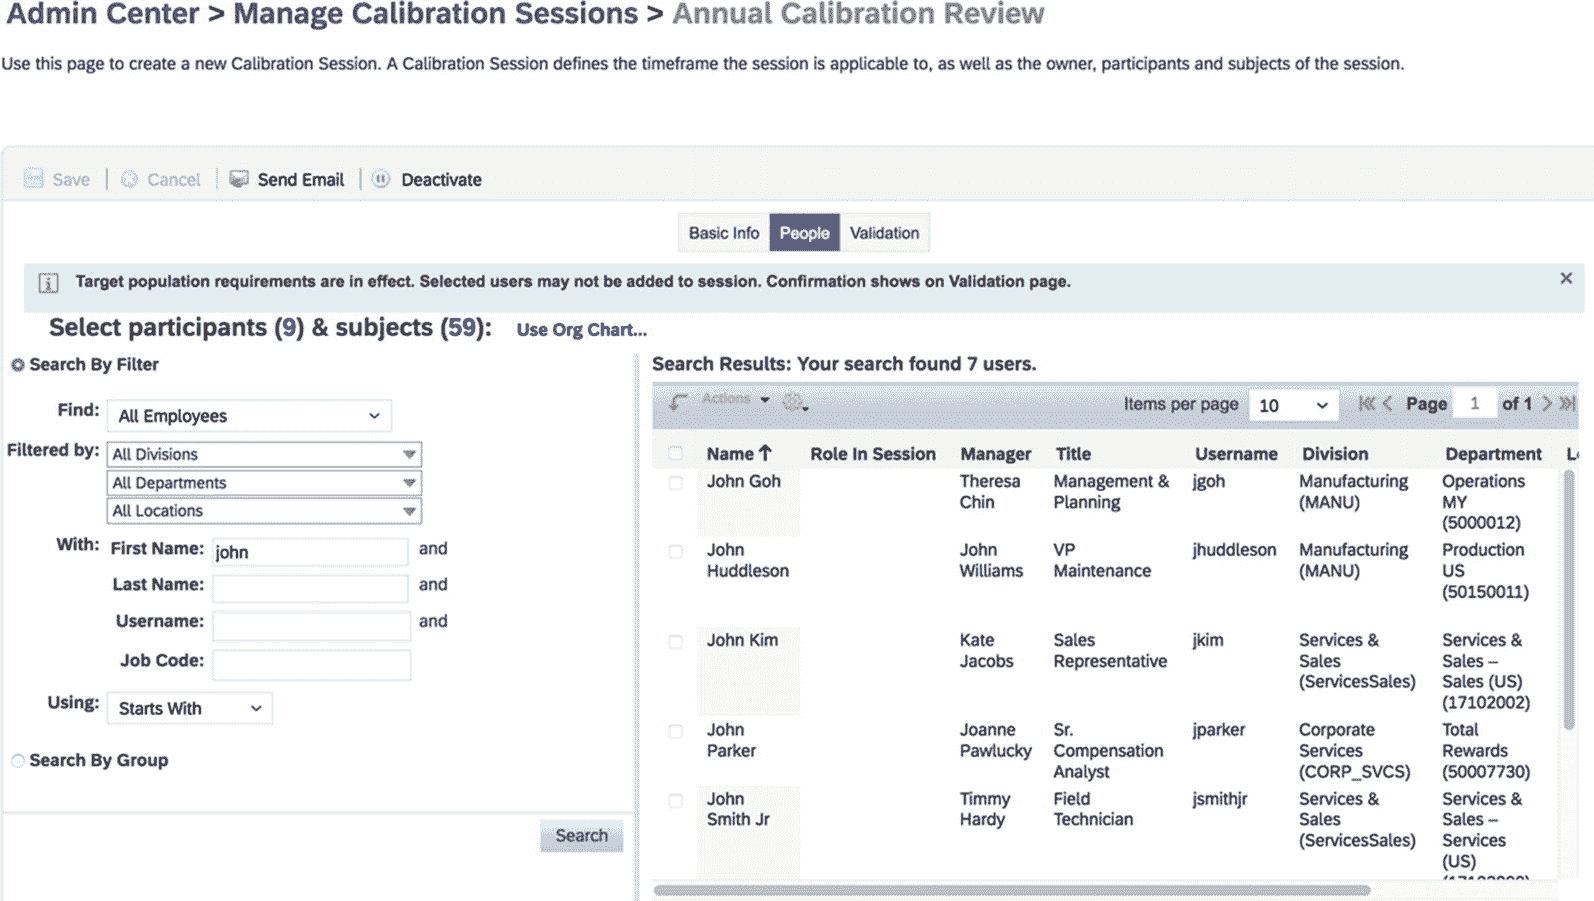 Admin Center > Manage Calibration Sessions > Annual Calibration Review
Use this page to create a new Calibration Session. A Calibration Session defines the timeframe the session is applicable to, as well as the owner, participants and subjects of the session.
Save Cancel Send Email Deactivate
Basic Info People Validation
Target population requirements are in effect. Selected users may not be added to session. Confirmation shows on Validation page.
Select participants (9) & subjects (59): Use Org Chart...
Search By Filter
Find: All Employees
Filtered by: All Divisions
All Departments
All Locations
With: First Name: john and
Last Name: and
Username: and
Job Code:
Using: Starts With
Search By Group
Search
Search Results: Your search found 7 users.
Actions Items per page 10 Page 1 of 1
Name Role In Session Manager Title Username Division Department
John Goh Theresa Management & jgoh Manufacturing Operations
Chin Planning (MANU) MY
(5000012)
John John VP jhuddleson Manufacturing Production
Huddleson Williams Maintenance (MANU) US
(50150011)
John Kim Kate Sales jkim Services & Services &
Jacobs Representative Sales Sales –
(ServicesSales) Sales (US)
(17102002)
John Joanne Sr. jparker Corporate Total
Parker Pawlucky Compensation Services Rewards
Analyst (CORP_SVCS) (50007730)
John Timmy Field jsmithjr Services & Services &
Smith Jr Hardy Technician Sales Sales –
(ServicesSales) Services
(US)